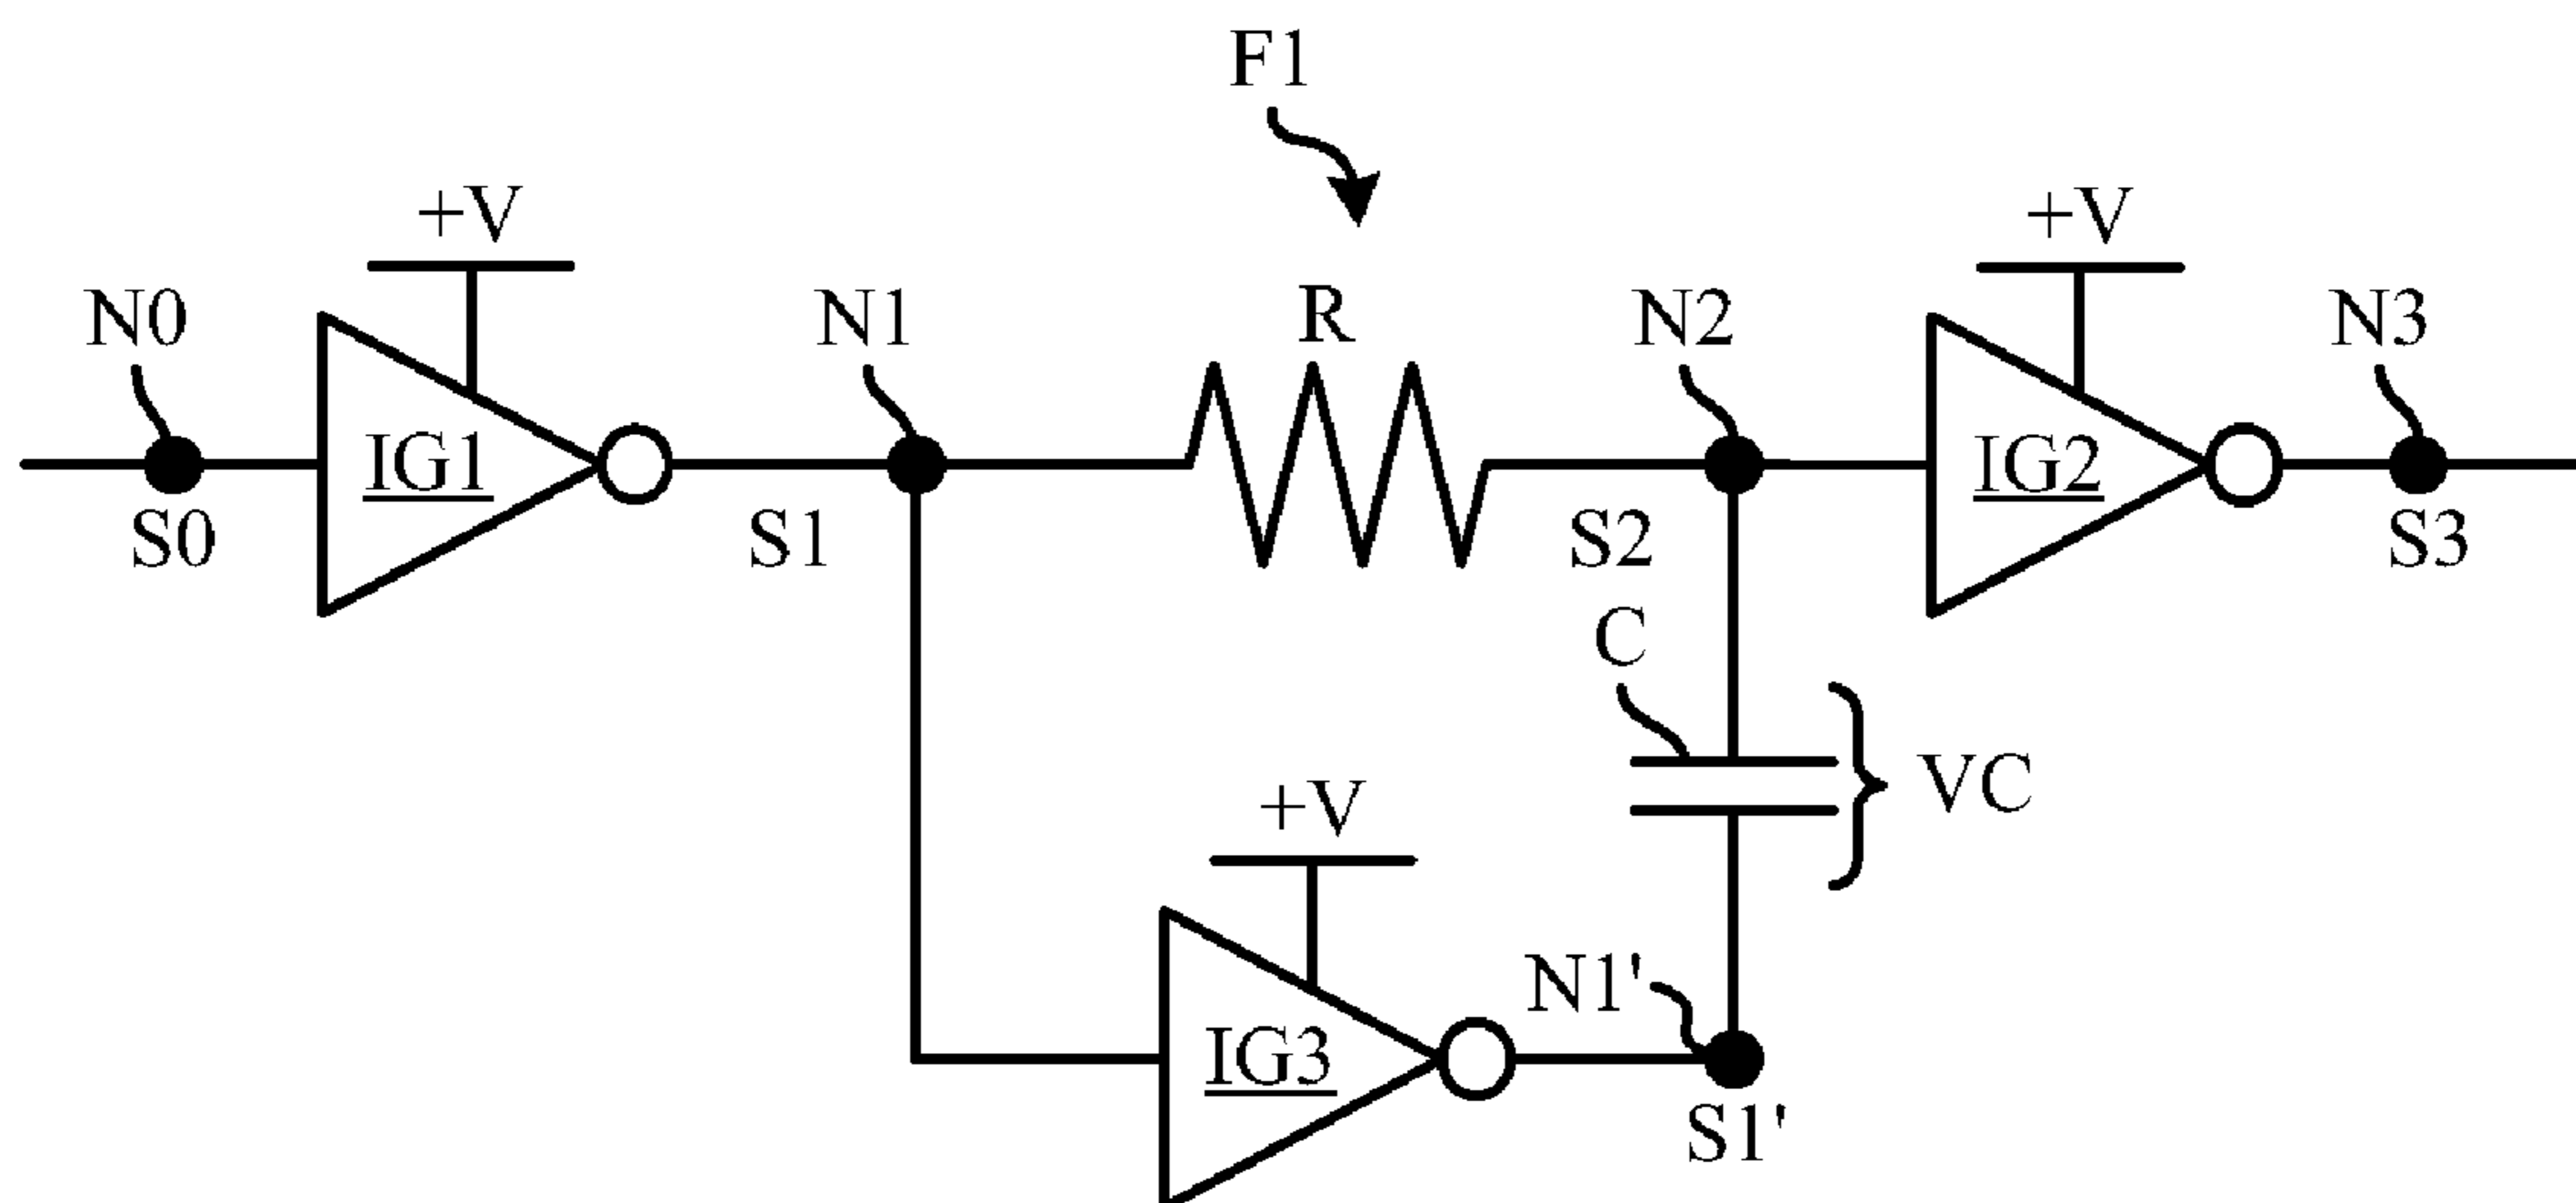 F1
+V
+V
N0
N1
R
N2
N3
IG1
IG2
S0
S1
S2
S3
C
+V
VC
N1'
IG3
S1'